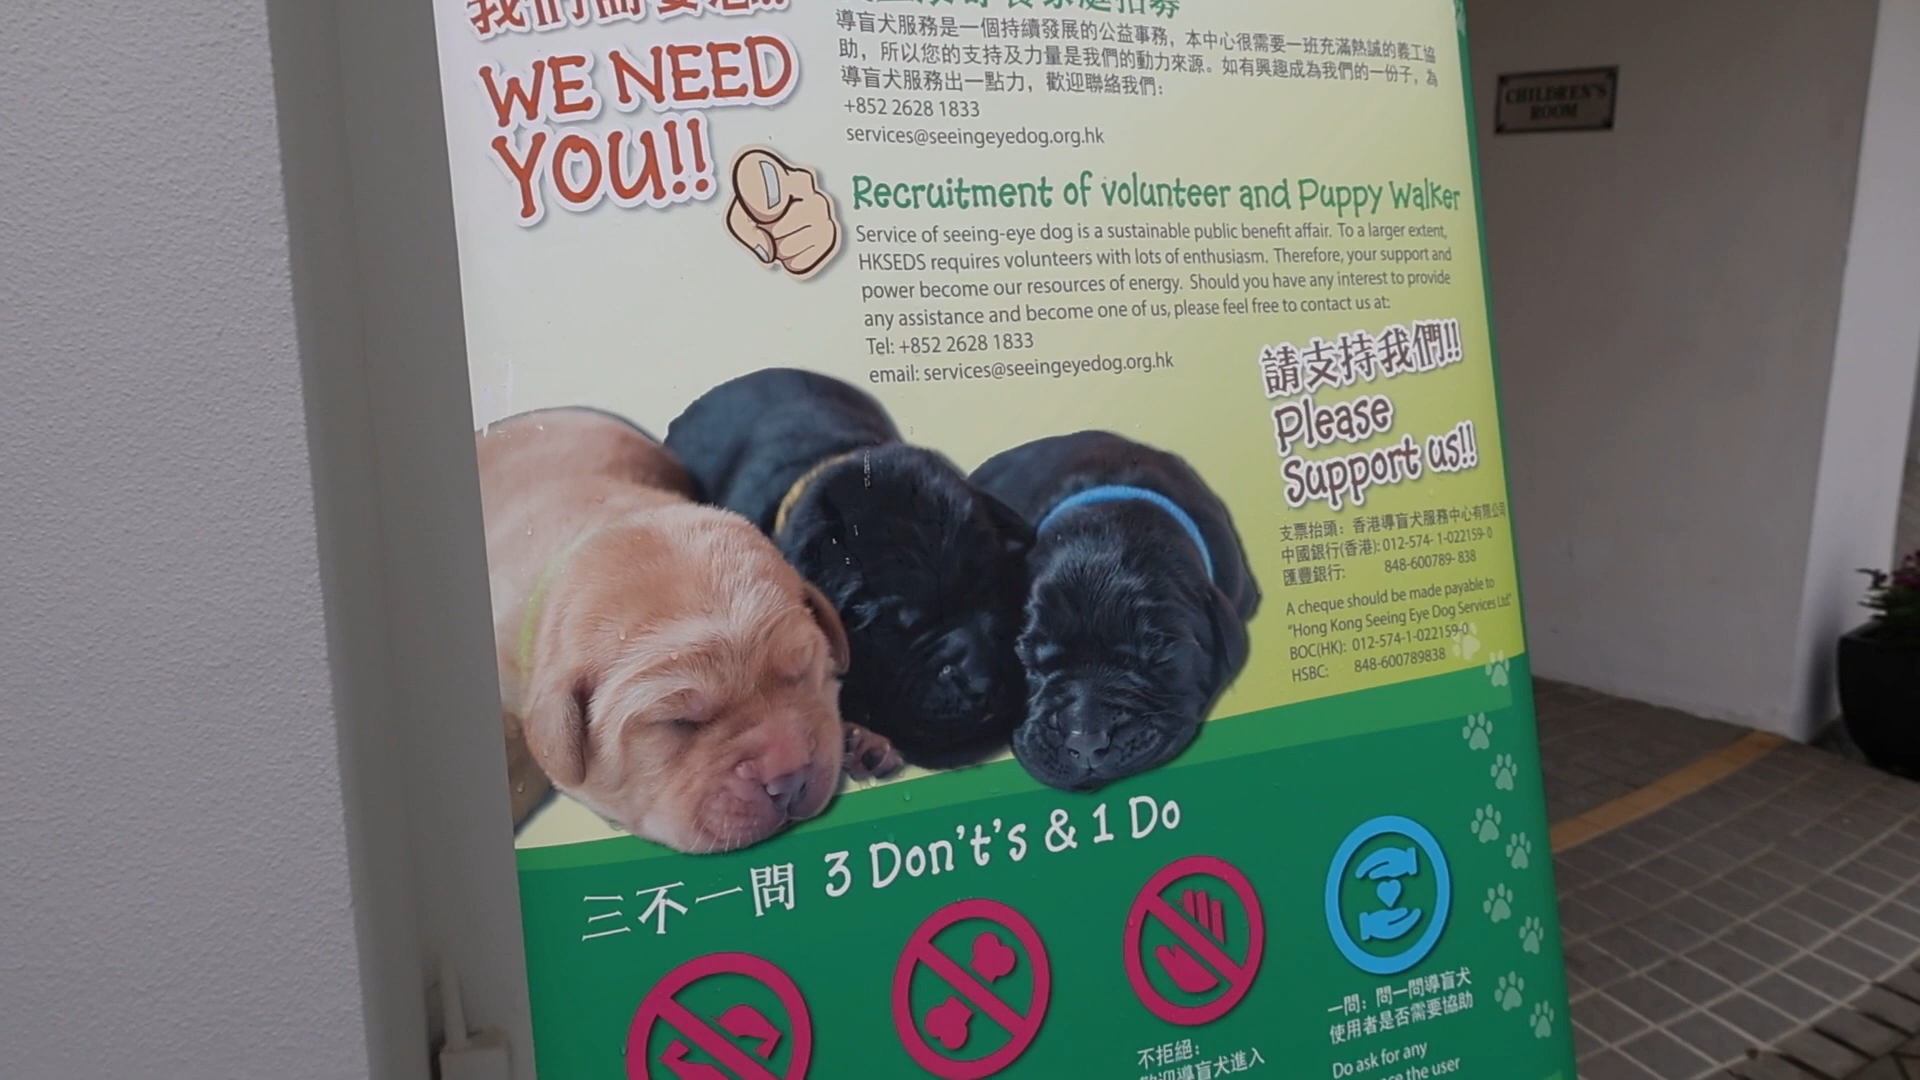 我們需要您!!
WE NEED
YOU!!
導盲犬服務是一個持續發展的公益事務，本中心很需要一班充滿熱誠的義工協
助，所以您的支持及力量是我們的動力來源。如有興趣成為我們的一份子，為
導盲犬服務出一點力，歡迎聯絡我們：
+852 2628 1833
services@seeingeyedog.org.hk
Recruitment of volunteer and Puppy Walker
Service of seeing-eye dog is a sustainable public benefit affair. To a larger extent,
HKSEDS requires volunteers with lots of enthusiasm. Therefore, your support and
power become our resources of energy. Should you have any interest to provide
any assistance and become one of us, please feel free to contact us at:
Tel: +852 2628 1833
email: services@seeingeyedog.org.hk
請支持我們!!
Please
Support us!!
支票抬頭：香港導盲犬服務中心有限公司
中國銀行(香港): 012-574- 1-022159- 0
匯豐銀行: 848-600789- 838
A cheque should be made payable to
"Hong Kong Seeing Eye Dog Services Ltd"
BOC(HK): 012-574-1-022159-0
HSBC: 848-600789838
三不一問 3 Don't's & 1 Do
不拒絕：
歡迎導盲犬進入
一問：問一問導盲犬
使用者是否需要協助
Do ask for any
the user
CHILDREN'S
ROOM